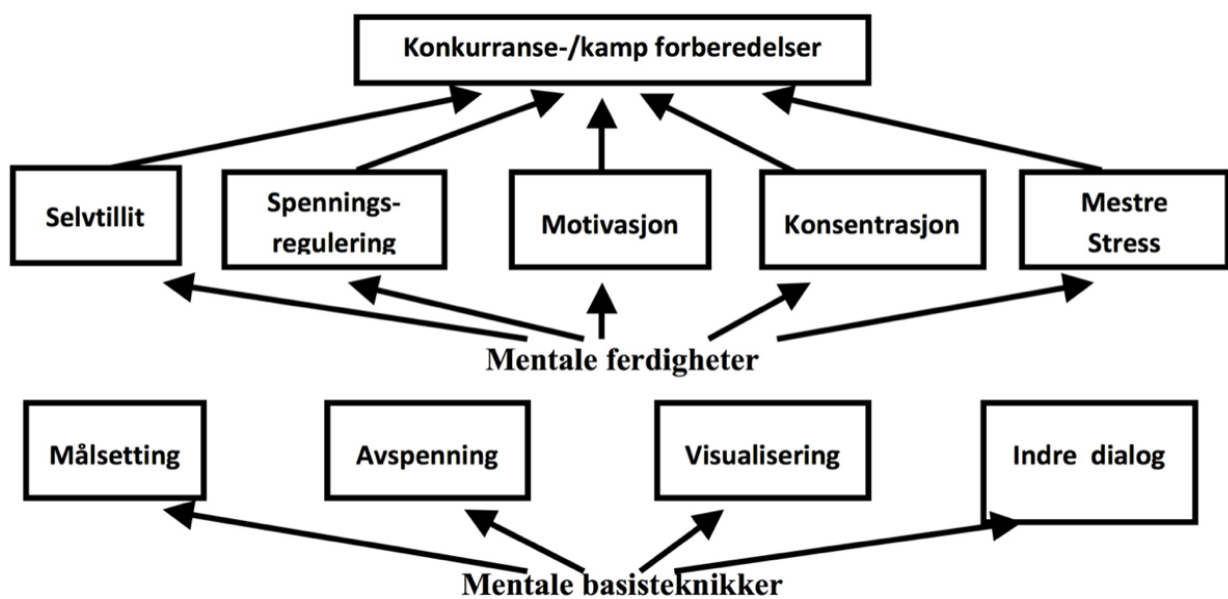 Konkurranse-/kamp forberedelser
Selvtillit
Spennings-
regulering
Motivasjon
Konsentrasjon
Mestre
Stress
Mentale ferdigheter
Målsetting
Avspenning
Visualisering
Indre dialog
Mentale basisteknikker